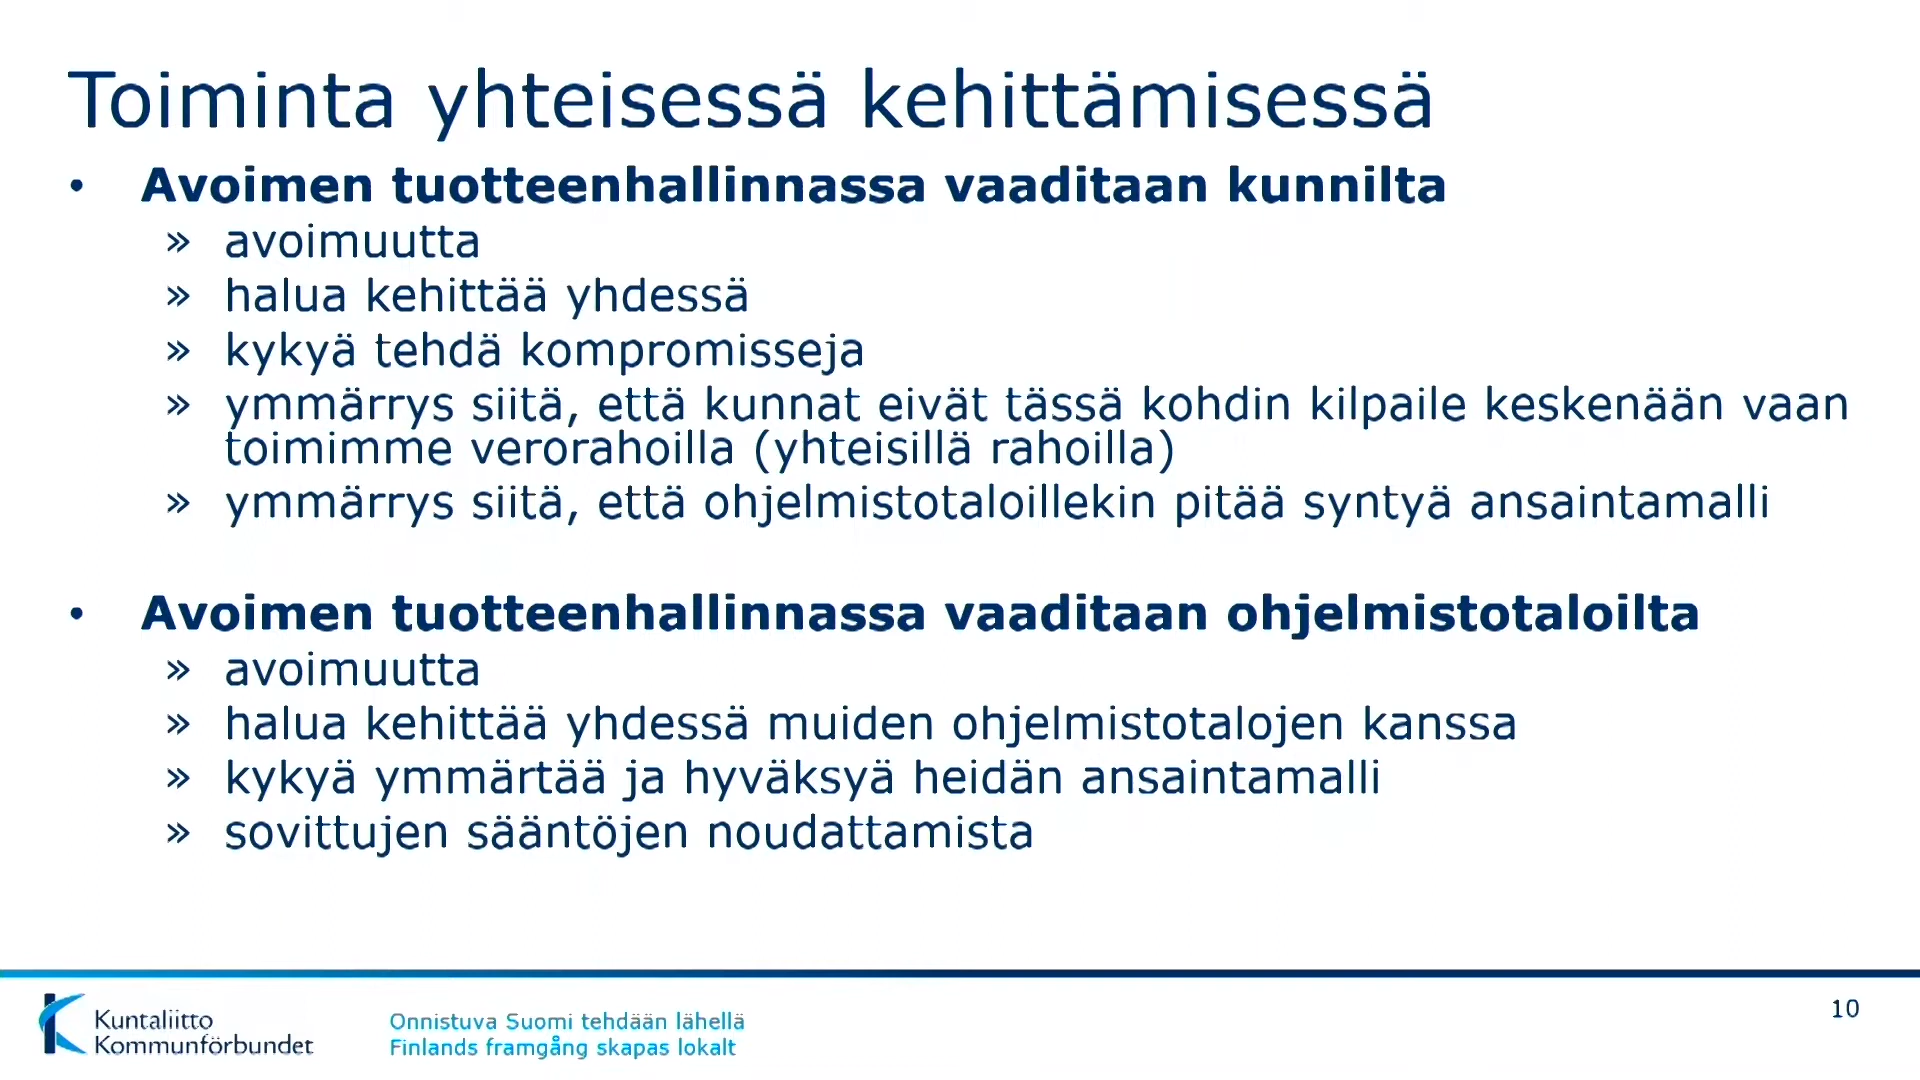 Toiminta yhteisessä kehittämisessä
• Avoimen tuotteenhallinnassa vaaditaan kunnilta
» avoimuutta
» halua kehittää yhdessä
» kykyä tehdä kompromisseja
» ymmärrys siitä, että kunnat eivät tässä kohdin kilpaile keskenään vaan
toimimme verorahoilla (yhteisillä rahoilla)
» ymmärrys siitä, että ohjelmistotaloillekin pitää syntyä ansaintamalli
• Avoimen tuotteenhallinnassa vaaditaan ohjelmistotaloilta
» avoimuutta
» halua kehittää yhdessä muiden ohjelmistotalojen kanssa
» kykyä ymmärtää ja hyväksyä heidän ansaintamalli
» sovittujen sääntöjen noudattamista
Kuntaliitto
Kommunförbundet
Onnistuva Suomi tehdään lähellä
Finlands framgång skapas lokalt
10